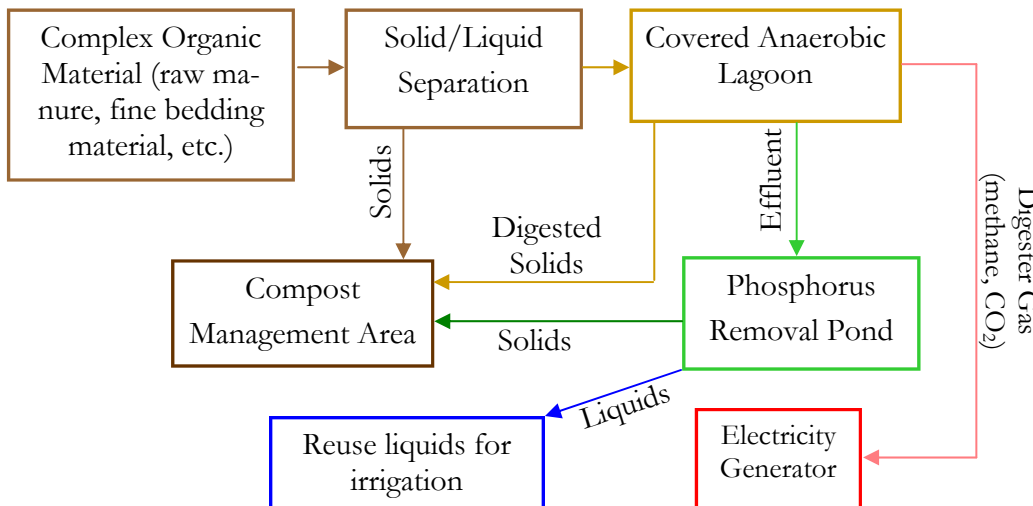 Complex Organic
Material (raw ma-
nure, fine bedding
material, etc.)
Solid/Liquid
Separation
Covered Anaerobic
Lagoon
Solids
Digested
Solids
Effluent
Digester Gas
(methane, CO₂)
Compost
Management Area
Solids
Phosphorus
Removal Pond
Liquids
Reuse liquids for
irrigation
Electricity
Generator